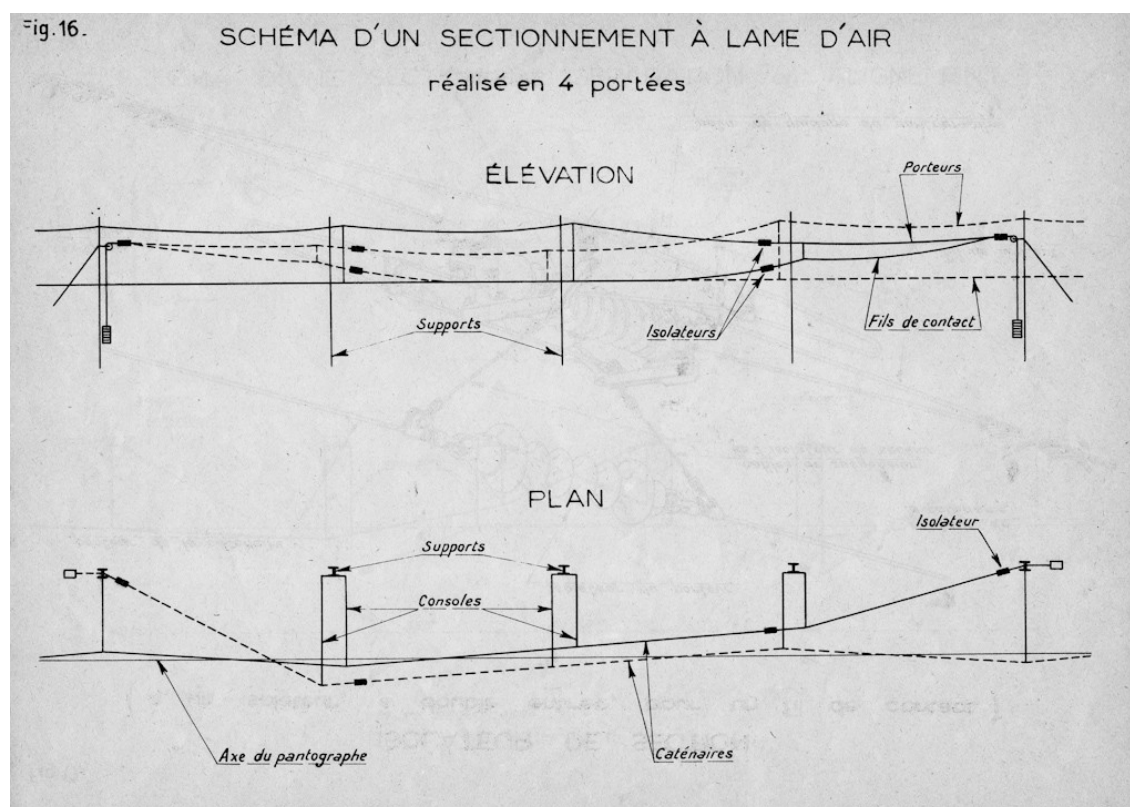 Fig.16.
SCHÉMA D'UN SECTIONNEMENT À LAME D'AIR
réalisé en 4 portées
ÉLÉVATION
Porteurs
Supports
Isolateurs
Fils de contact
PLAN
Isolateur
Supports
Consoles
Axe du pantographe
Caténaires